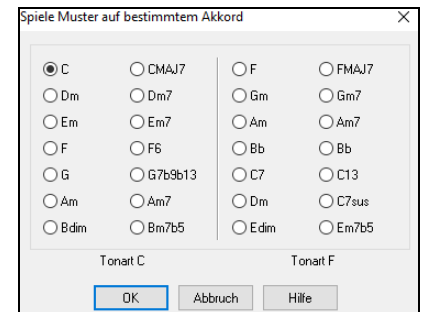 Spiele Muster auf bestimmtem Akkord
C CMAJ7 F FMAJ7
Dm Dm7 Gm Gm7
Em Em7 Am Am7
F F6 Bb Bb
G G7b9b13 C7 C13
Am Am7 Dm C7sus
Bdim Bm7b5 Edim Em7b5
Tonart C Tonart F
OK Abbruch Hilfe